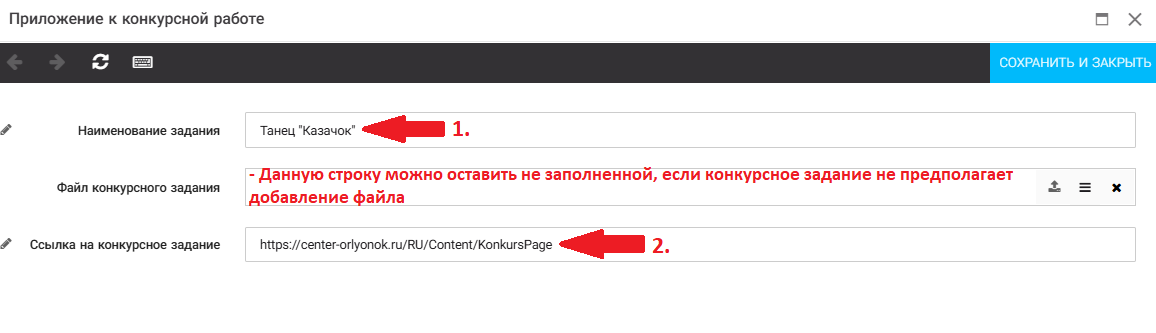 Приложение к конкурсной работе
СОХРАНИТЬ И ЗАКРЫТЬ
Наименование задания
Танец "Казачок"
1.
Файл конкурсного задания
- Данную строку можно оставить не заполненной, если конкурсное задание не предполагает
добавление файла
Ссылка на конкурсное задание
https://center-orlyonok.ru/RU/Content/KonkursPage
2.